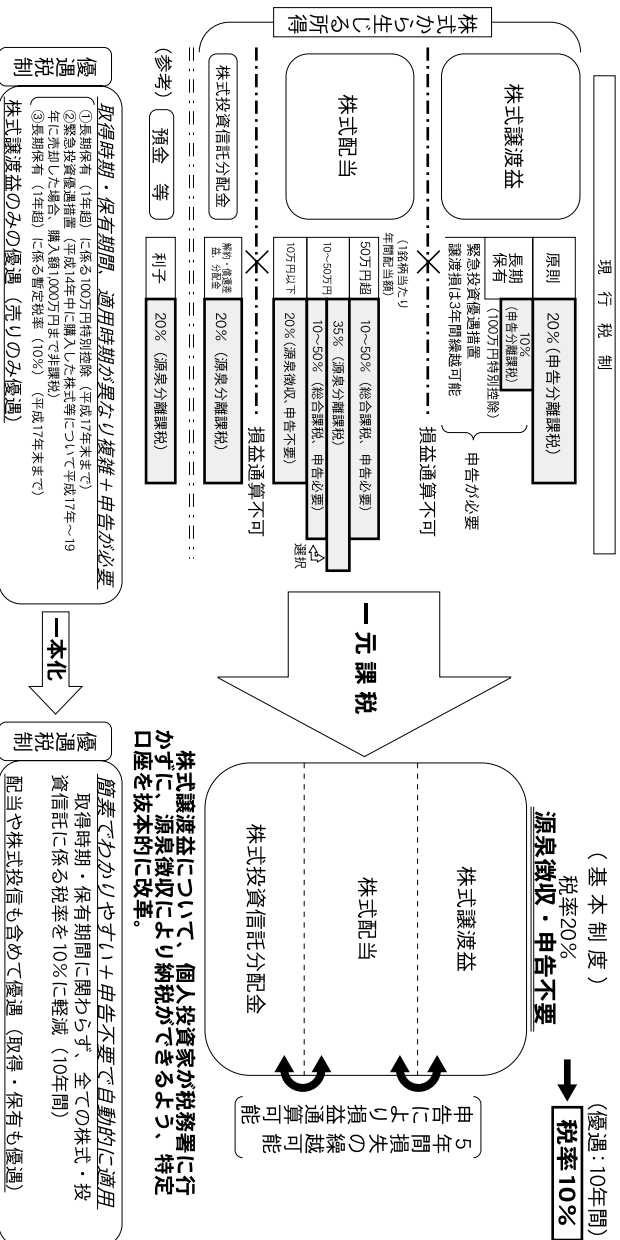 現行税制
株式から生じる所得
株式譲渡益
原則
20%(申告分離課税)
長期
保有
10%
(申告分離課税)
(100万円特別控除)
緊急投資優遇措置
譲渡損は3年間繰越可能
申告が必要
損益通算不可
株式配当
(1銘柄当たり
年間配当額)
50万円超
10~50% (総合課税、申告必要)
10~50万円
35% (源泉分離課税)
10~50% (総合課税、申告必要)
選択
10万円以下
20% (源泉徴収、申告不要)
損益通算不可
株式投資信託分配金
解約・償還差
益、分配金
20% (源泉分離課税)
(参考)
預金 等
利子
20% (源泉分離課税)
優遇税制
取得時期・保有期間、適用時期が異なり複雑+申告が必要
①長期保有(1年超)に係る100万円特別控除(平成17年末まで)
②緊急投資優遇措置(平成14年中に購入した株式等について平成17年~19
年に売却した場合、購入額1,000万円まで非課税)
③長期保有(1年超)に係る暫定税率(10%)(平成17年末まで)
株式譲渡益のみの優遇(売りのみ優遇)
一元課税
一本化
(基本制度)
税率20%
源泉徴収・申告不要
(優遇:10年間)
税率10%
株式譲渡益
株式配当
株式投資信託分配金
申告により損益通算可能
5年間損失の繰越可能
株式譲渡益について、個人投資家が税務署に行
かずに、源泉徴収により納税ができるよう、特定
口座を抜本的に改革。
優遇税制
簡素でわかりやすい+申告不要で自動的に適用
取得時期・保有期間に関わらず、全ての株式・投
資信託に係る税率を10%に軽減(10年間)
配当や株式投信も含めて優遇(取得・保有も優遇)